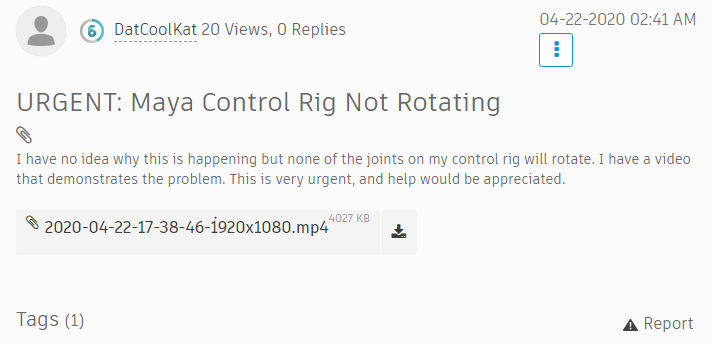 04-22-2020 02:41 AM
6 DatCoolKat 20 Views, 0 Replies
URGENT: Maya Control Rig Not Rotating
I have no idea why this is happening but none of the joints on my control rig will rotate. I have a video
that demonstrates the problem. This is very urgent, and help would be appreciated.
2020-04-22-17-38-46-1920x1080.mp4 4027 KB
Tags (1)
Report